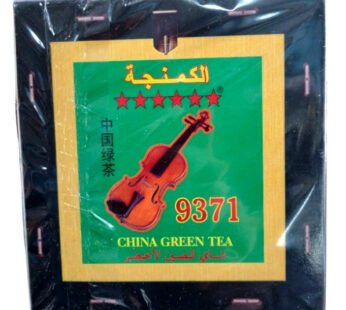 الكمنجة
★★★★★★®
中国绿茶
9371
CHINA GREEN TEA
شاي الصين الأخضر